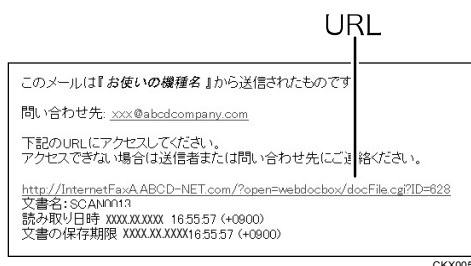 URL
このメールは『お使いの機種名』から送信されたものです
問い合わせ先: xxx@abcdcompany.com
下記のURLにアクセスしてください。
アクセスできない場合は送信者または問い合わせ先にご連絡ください。
http://InternetFaxA.ABCD-NET.com/?open=webdocbox/docFile.cgi?ID=628
文書名: SCAN0013
読み取り日時 XXXX.XX.XXXX 16:55:57 (+0900)
文書の保存期限 XXXX.XX.XXXX16:55:57 (+0900)